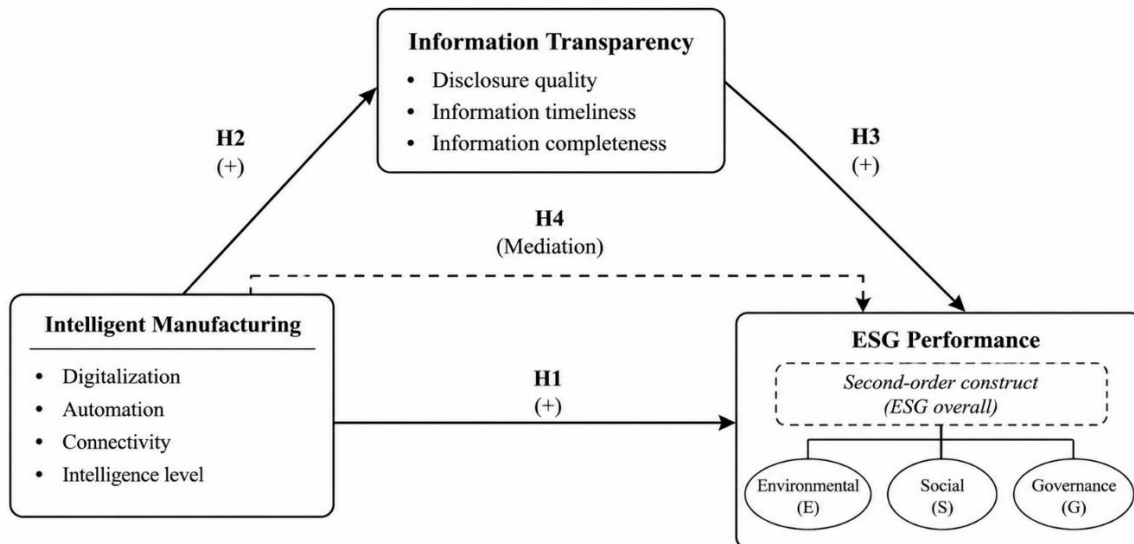 Information Transparency
• Disclosure quality
• Information timeliness
• Information completeness
H2
(+)
H3
(+)
H4
(Mediation)
Intelligent Manufacturing
• Digitalization
• Automation
• Connectivity
• Intelligence level
H1
(+)
ESG Performance
Second-order construct
(ESG overall)
Environmental
(E)
Social
(S)
Governance
(G)